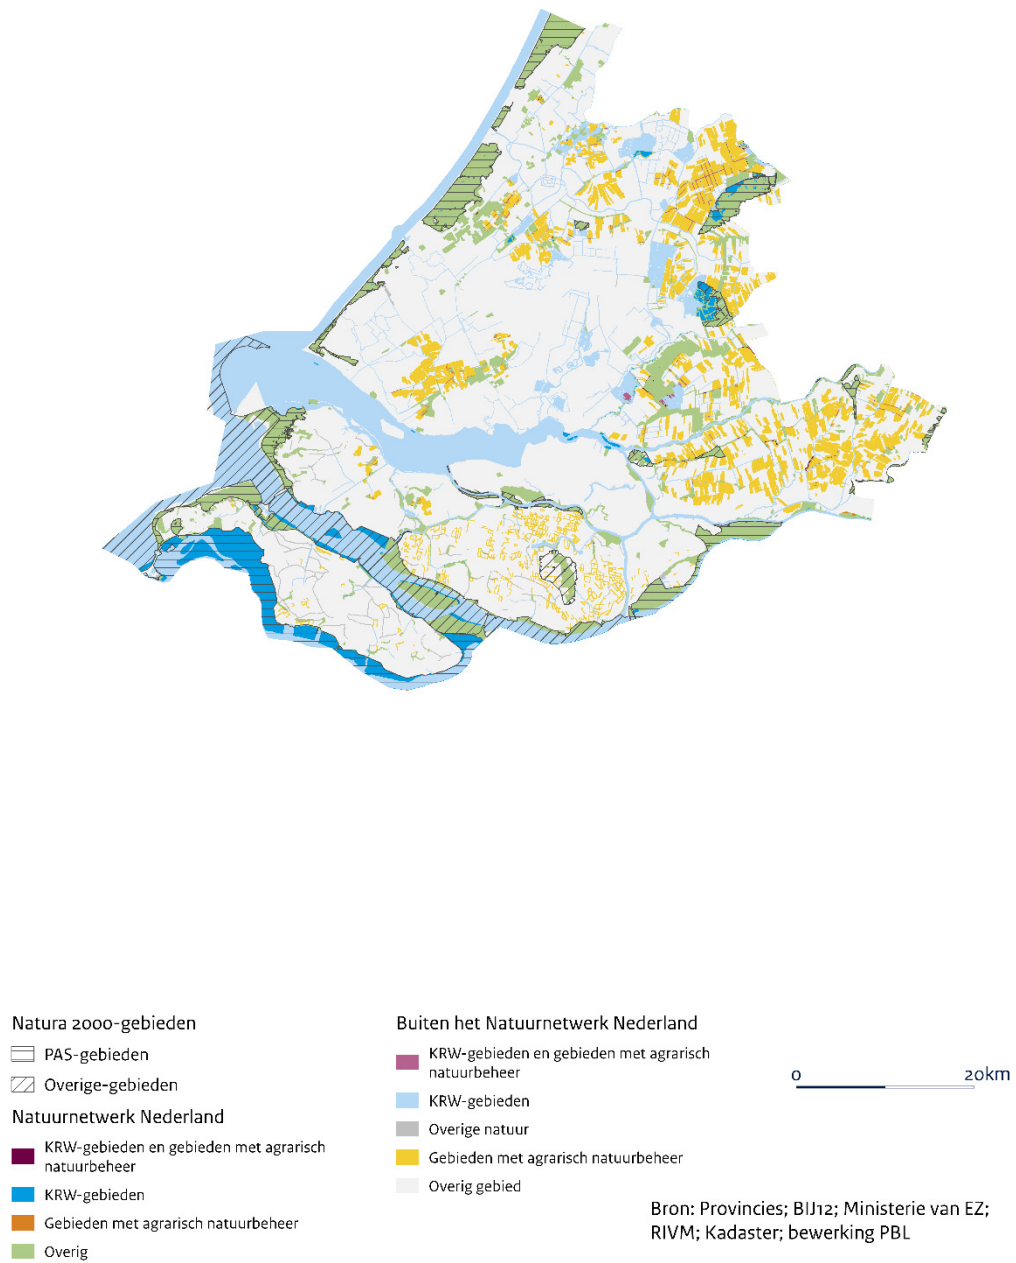 Natura 2000-gebieden
PAS-gebieden
Overige-gebieden
Natuurnetwerk Nederland
KRW-gebieden en gebieden met agrarisch
natuurbeheer
KRW-gebieden
Gebieden met agrarisch natuurbeheer
Overig
Buiten het Natuurnetwerk Nederland
KRW-gebieden en gebieden met agrarisch
natuurbeheer
KRW-gebieden
Overige natuur
Gebieden met agrarisch natuurbeheer
Overig gebied
0 20km
Bron: Provincies; BIJ12; Ministerie van EZ;
RIVM; Kadaster; bewerking PBL